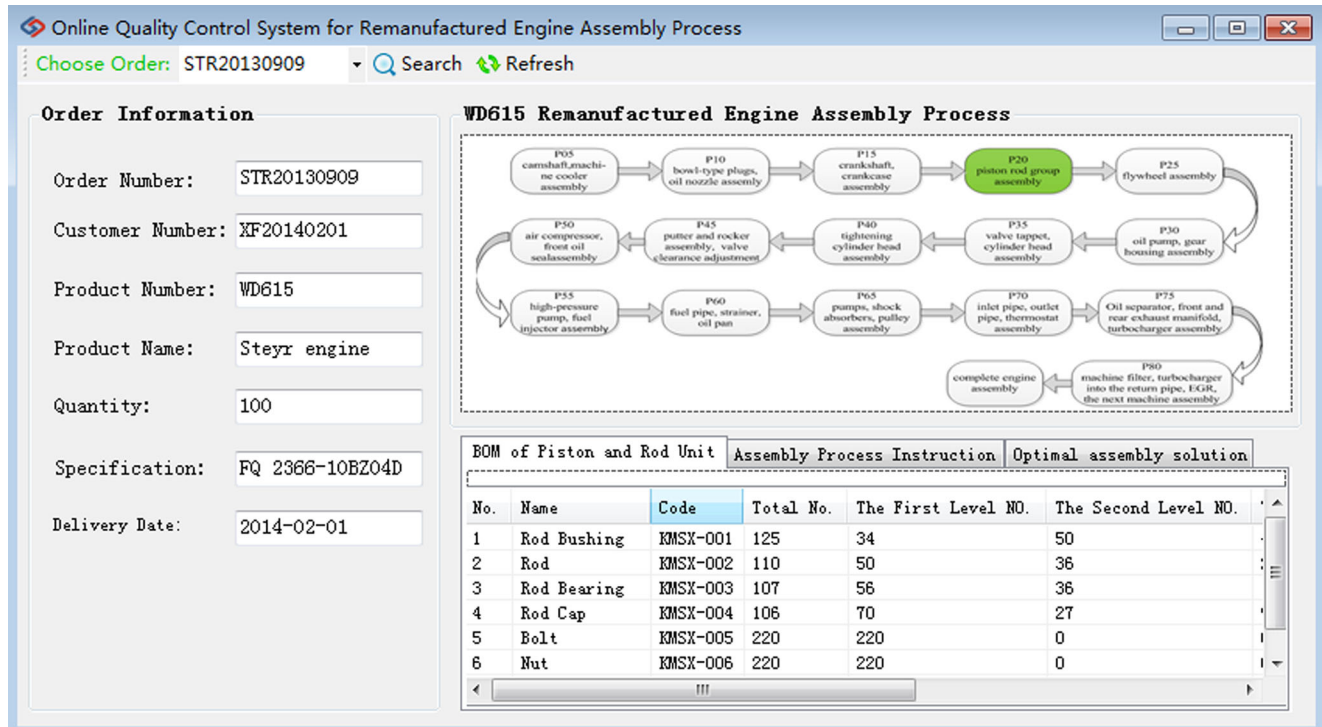 Online Quality Control System for Remanufactured Engine Assembly Process
Choose Order: STR20130909 Search Refresh
Order Information
Order Number: STR20130909
Customer Number: XF20140201
Product Number: WD615
Product Name: Steyr engine
Quantity: 100
Specification: FQ 2366-10BZ04D
Delivery Date: 2014-02-01
WD615 Remanufactured Engine Assembly Process
P05
camshaft,machi-
ne cooler
assembly
P10
bowl-type plugs,
oil nozzle assemly
P15
crankshaft,
crankcase
assembly
P20
piston rod group
assembly
P25
flywheel assembly
P50
air compressor,
front oil
sealassembly
P45
putter and rocker
assembly, valve
clearance adjustment
P40
tightening
cylinder head
assembly
P35
valve tappet,
cylinder head
assembly
P30
oil pump, gear
housing assembly
P55
high-pressure
pump, fuel
injector assembly
P60
fuel pipe, strainer,
oil pan
P65
pumps, shock
absorbers, pulley
assembly
P70
inlet pipe, outlet
pipe, thermostat
assembly
P75
Oil separator, front and
rear exhaust manifold,
turbocharger assembly
complete engine
assembly
P80
machine filter, turbocharger
into the return pipe, EGR,
the next machine assembly
BOM of Piston and Rod Unit Assembly Process Instruction Optimal assembly solution
No. Name Code Total No. The First Level NO. The Second Level NO.
1 Rod Bushing KMSX-001 125 34 50
2 Rod KMSX-002 110 50 36
3 Rod Bearing KMSX-003 107 56 36
4 Rod Cap KMSX-004 106 70 27
5 Bolt KMSX-005 220 220 0
6 Nut KMSX-006 220 220 0